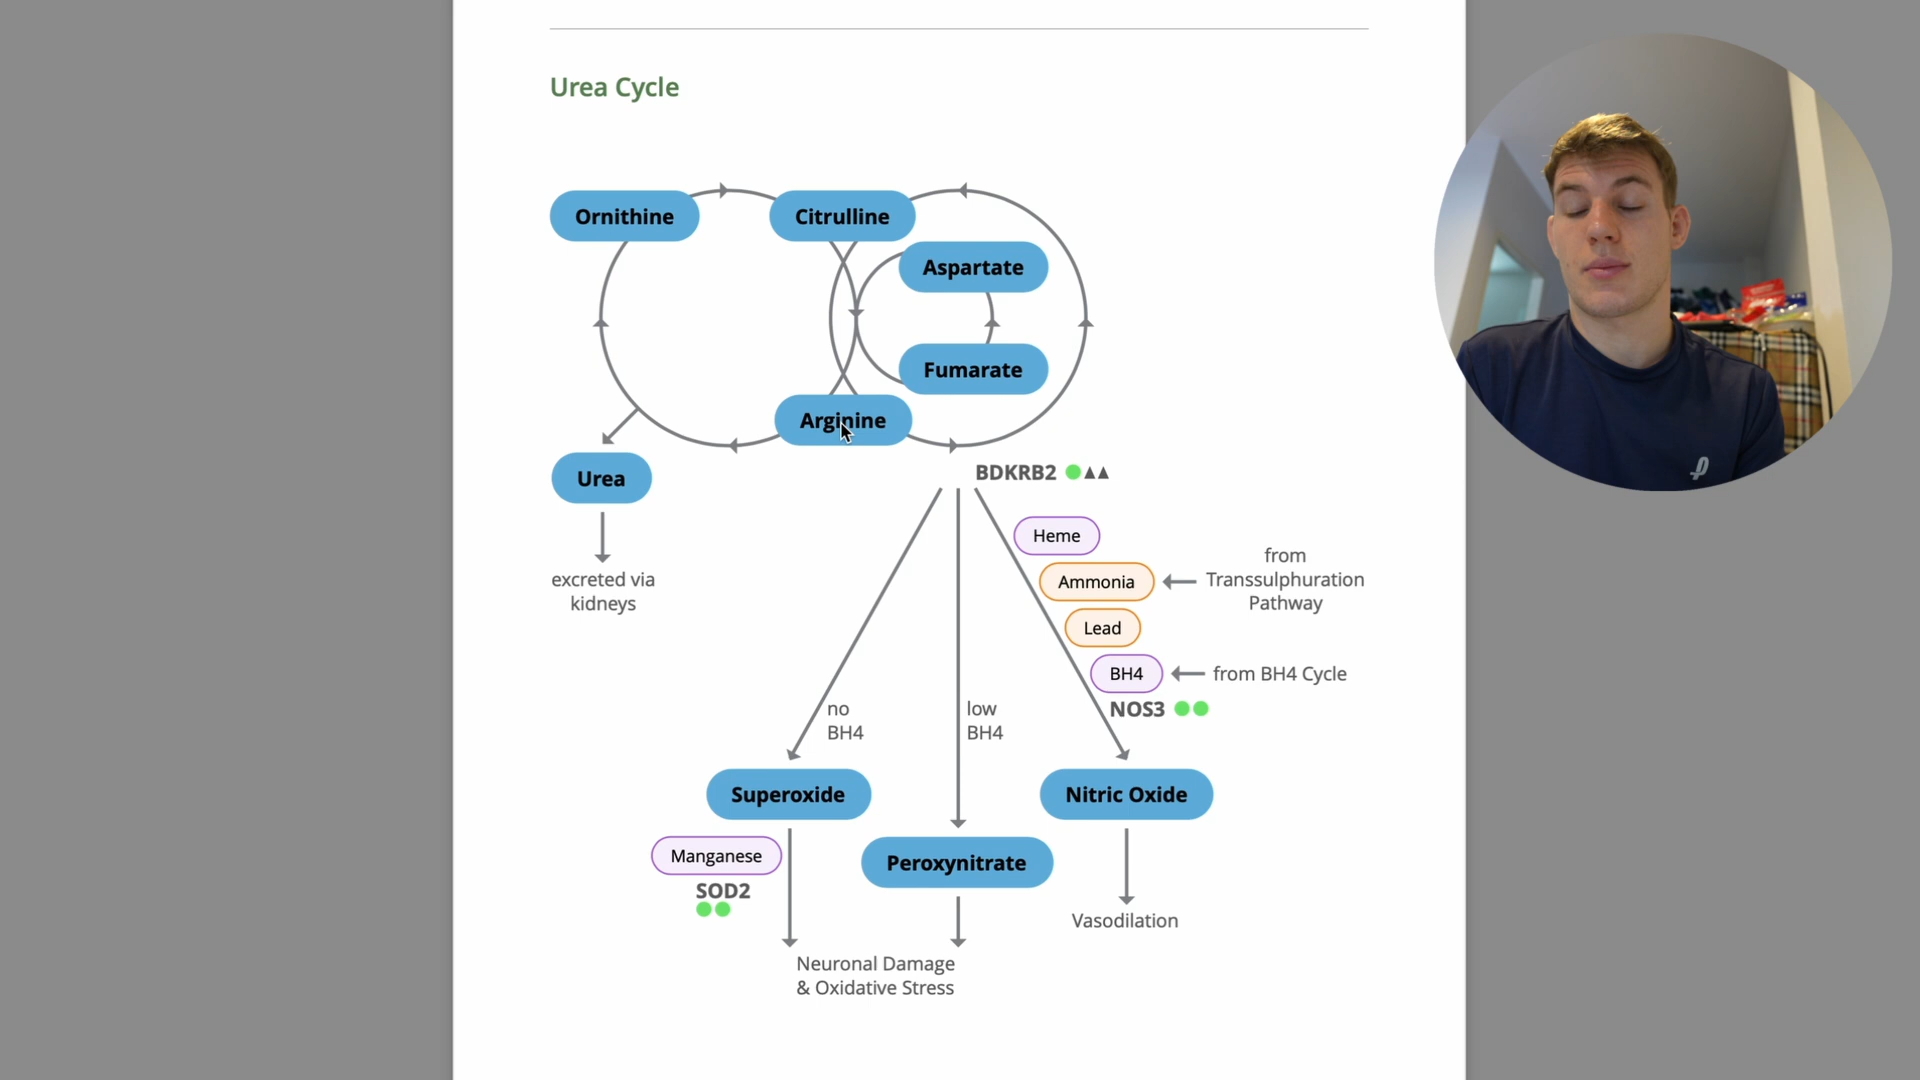 Urea Cycle
Ornithine
Citrulline
Aspartate
Fumarate
Arginine
Urea
excreted via
kidneys
BDKRB2
Heme
Ammonia
from
Transsulphuration
Pathway
Lead
BH4
from BH4 Cycle
NOS3
no
BH4
low
BH4
Superoxide
Nitric Oxide
Manganese
SOD2
Peroxynitrate
Vasodilation
Neuronal Damage
& Oxidative Stress